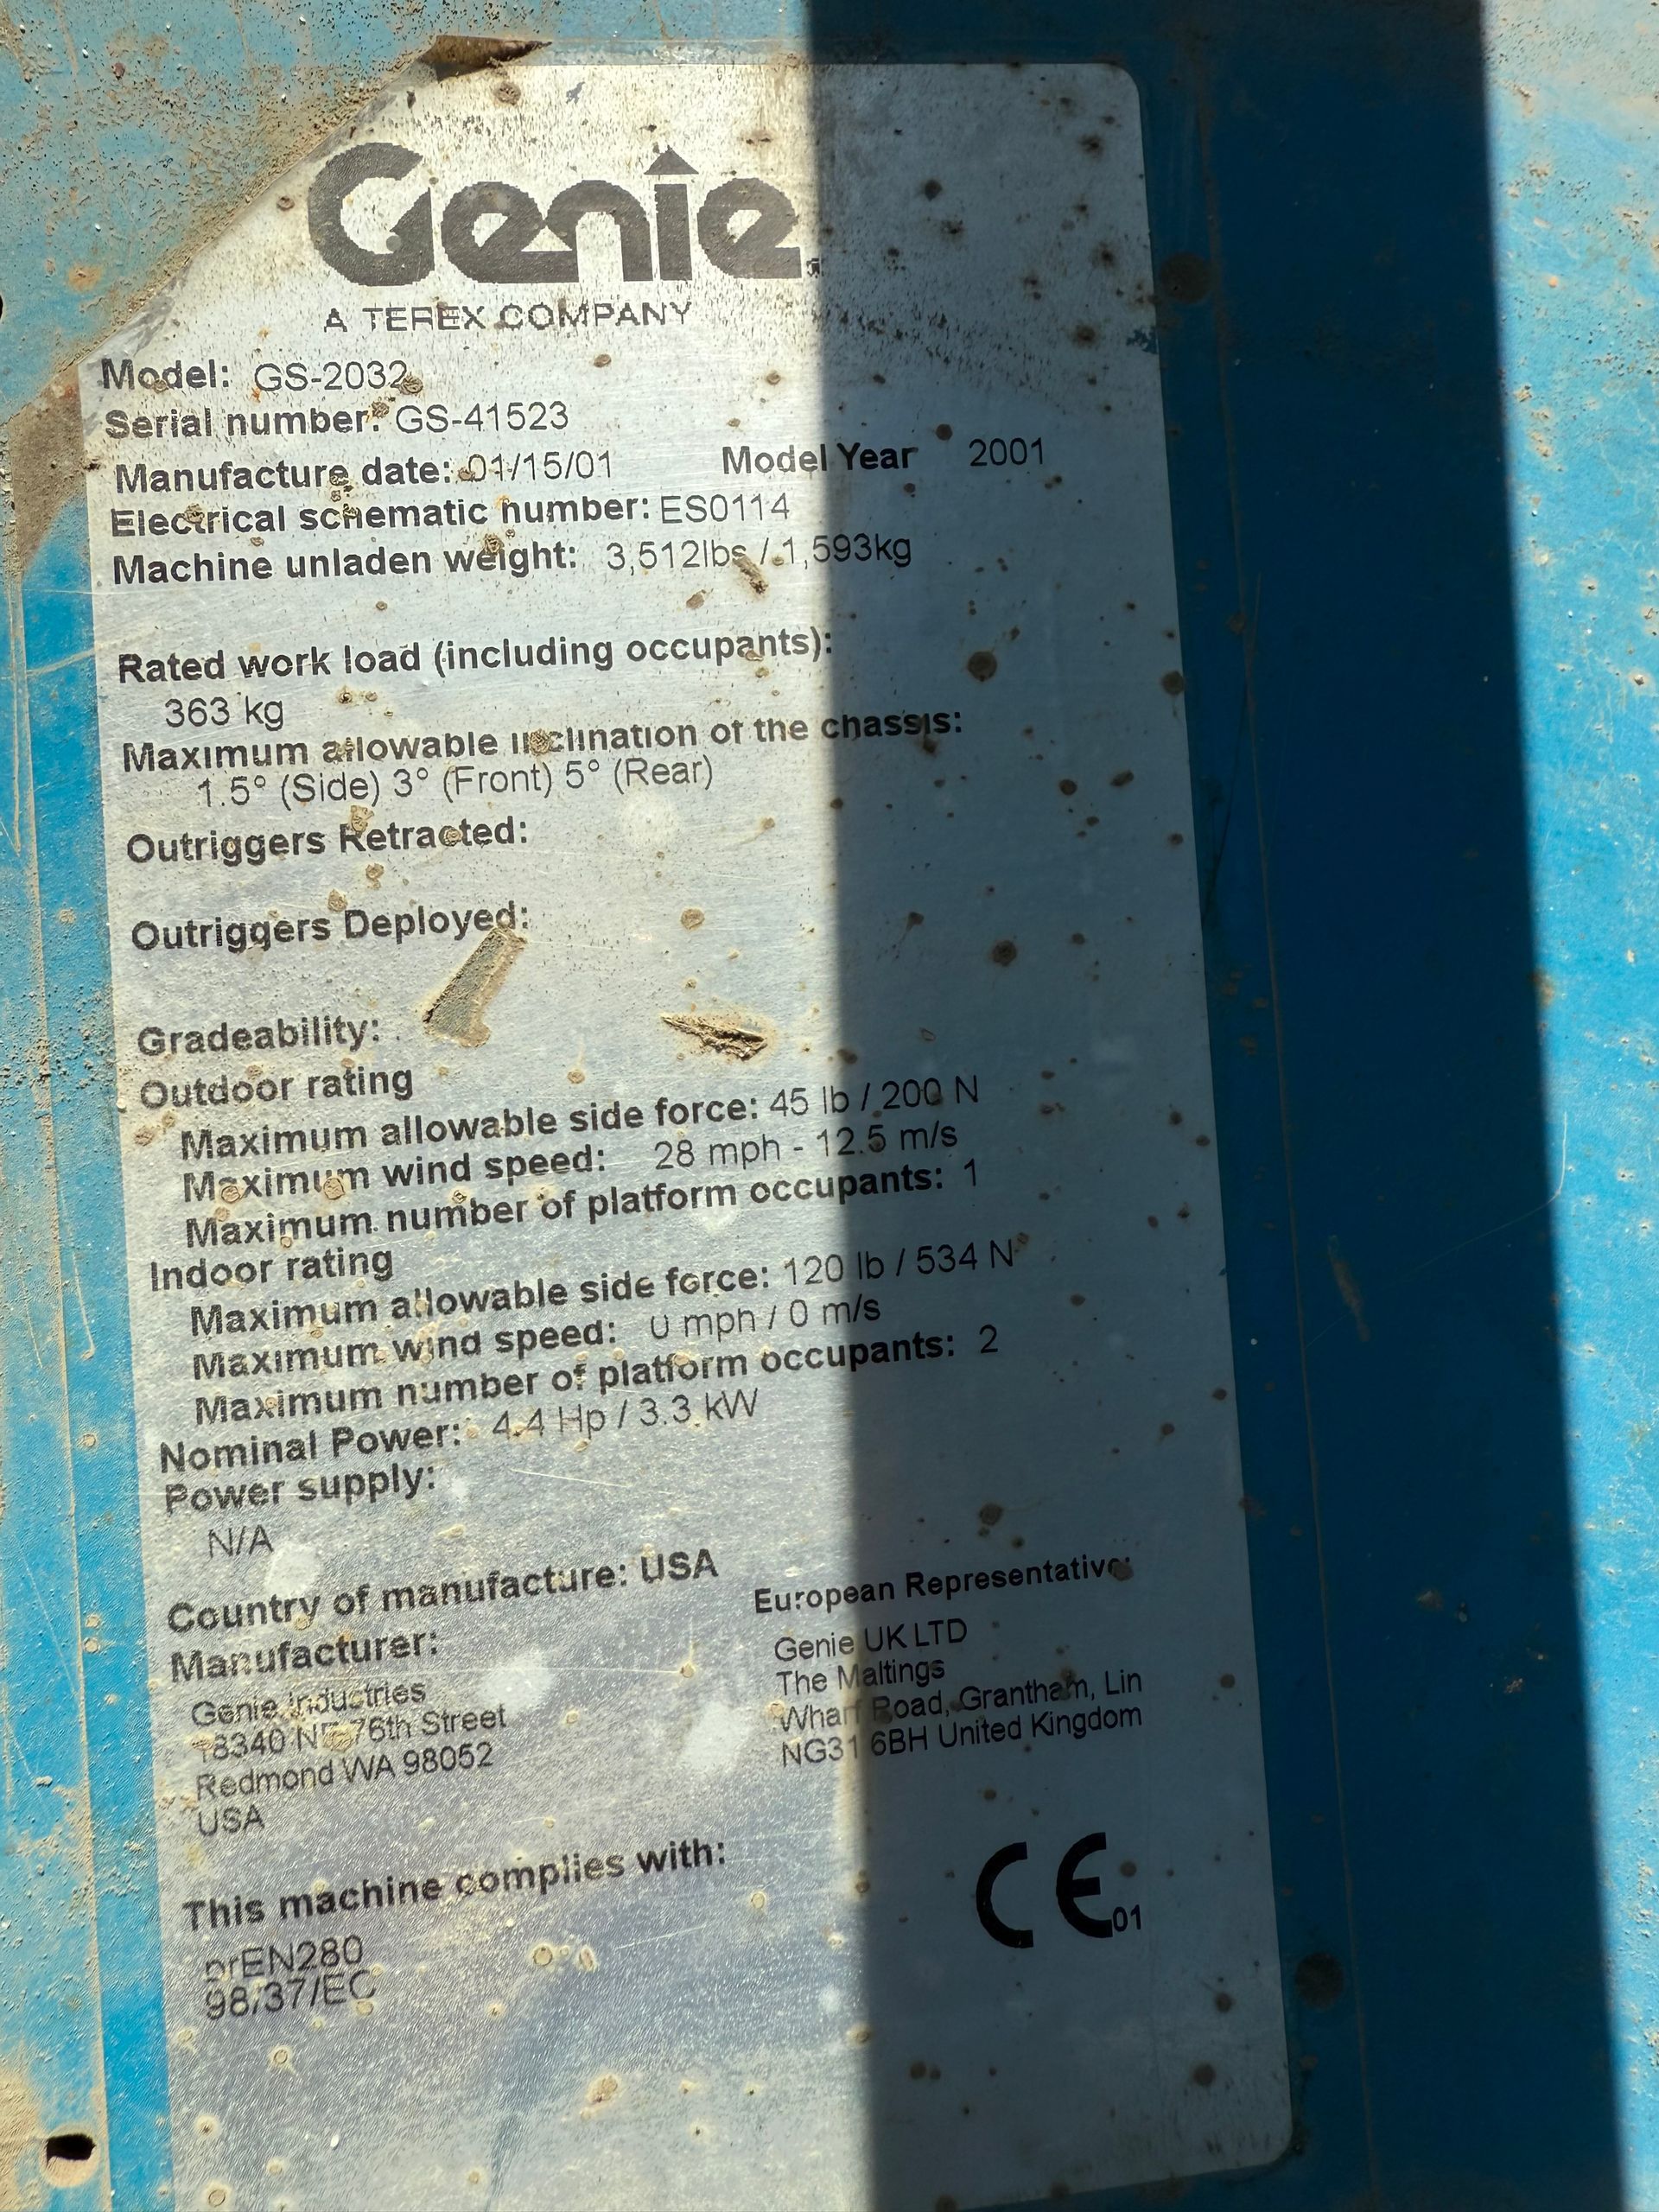 Genie
A TEREX COMPANY
Model: GS-2032
Serial number: GS-41523
Manufacture date: 01/15/01 Model Year 2001
Electrical schematic number: ES0114
Machine unladen weight: 3,512lbs / 1,593kg
Rated work load (including occupants):
363 kg
Maximum allowable inclination of the chassis:
1.5° (Side) 3° (Front) 5° (Rear)
Outriggers Retracted:
Outriggers Deployed:
Gradeability:
Outdoor rating
Maximum allowable side force: 45 lb / 200 N
Maximum wind speed: 28 mph - 12.5 m/s
Maximum number of platform occupants: 1
Indoor rating
Maximum allowable side force: 120 lb / 534 N
Maximum wind speed: 0 mph / 0 m/s
Maximum number of platform occupants: 2
Nominal Power: 4.4 Hp / 3.3 kW
Power supply:
N/A
Country of manufacture: USA
Manufacturer:
Genie Industries
18340 NE 76th Street
Redmond WA 98052
USA
European Representative:
Genie UK LTD
The Maltings
Wharf Road, Grantham, Lin
NG31 6BH United Kingdom
This machine complies with:
prEN280
98/37/EC
CE 01